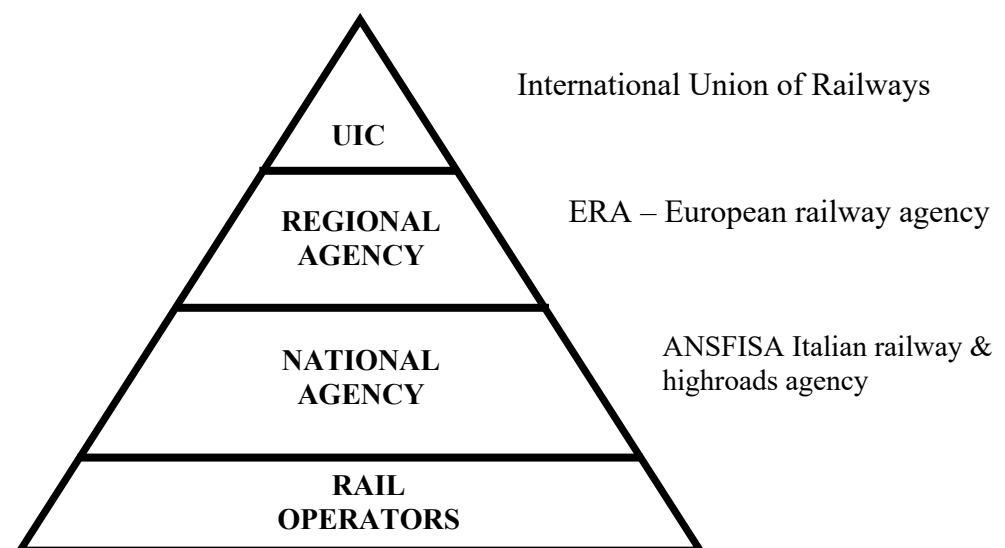 International Union of Railways
UIC
REGIONAL
AGENCY
ERA – European railway agency
NATIONAL
AGENCY
ANSFISA Italian railway &
highroads agency
RAIL
OPERATORS